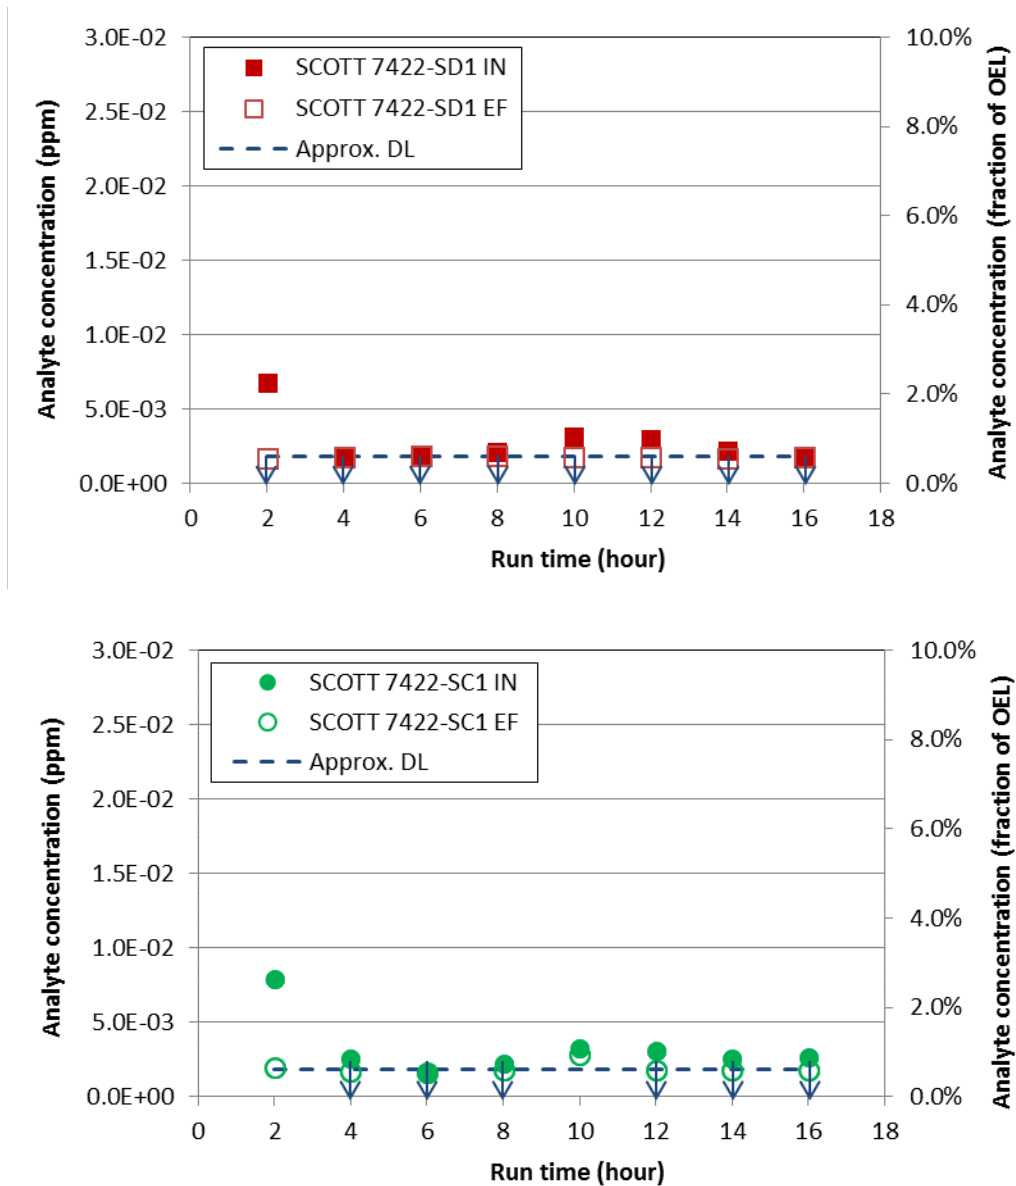 3.0E-02
2.5E-02
2.0E-02
1.5E-02
1.0E-02
5.0E-03
0.0E+00
Analyte concentration (ppm)
SCOTT 7422-SD1 IN
SCOTT 7422-SD1 EF
Approx. DL
10.0%
8.0%
6.0%
4.0%
2.0%
0.0%
Analyte concentration (fraction of OEL)
0 2 4 6 8 10 12 14 16 18
Run time (hour)
3.0E-02
2.5E-02
2.0E-02
1.5E-02
1.0E-02
5.0E-03
0.0E+00
Analyte concentration (ppm)
SCOTT 7422-SC1 IN
SCOTT 7422-SC1 EF
Approx. DL
10.0%
8.0%
6.0%
4.0%
2.0%
0.0%
Analyte concentration (fraction of OEL)
0 2 4 6 8 10 12 14 16 18
Run time (hour)